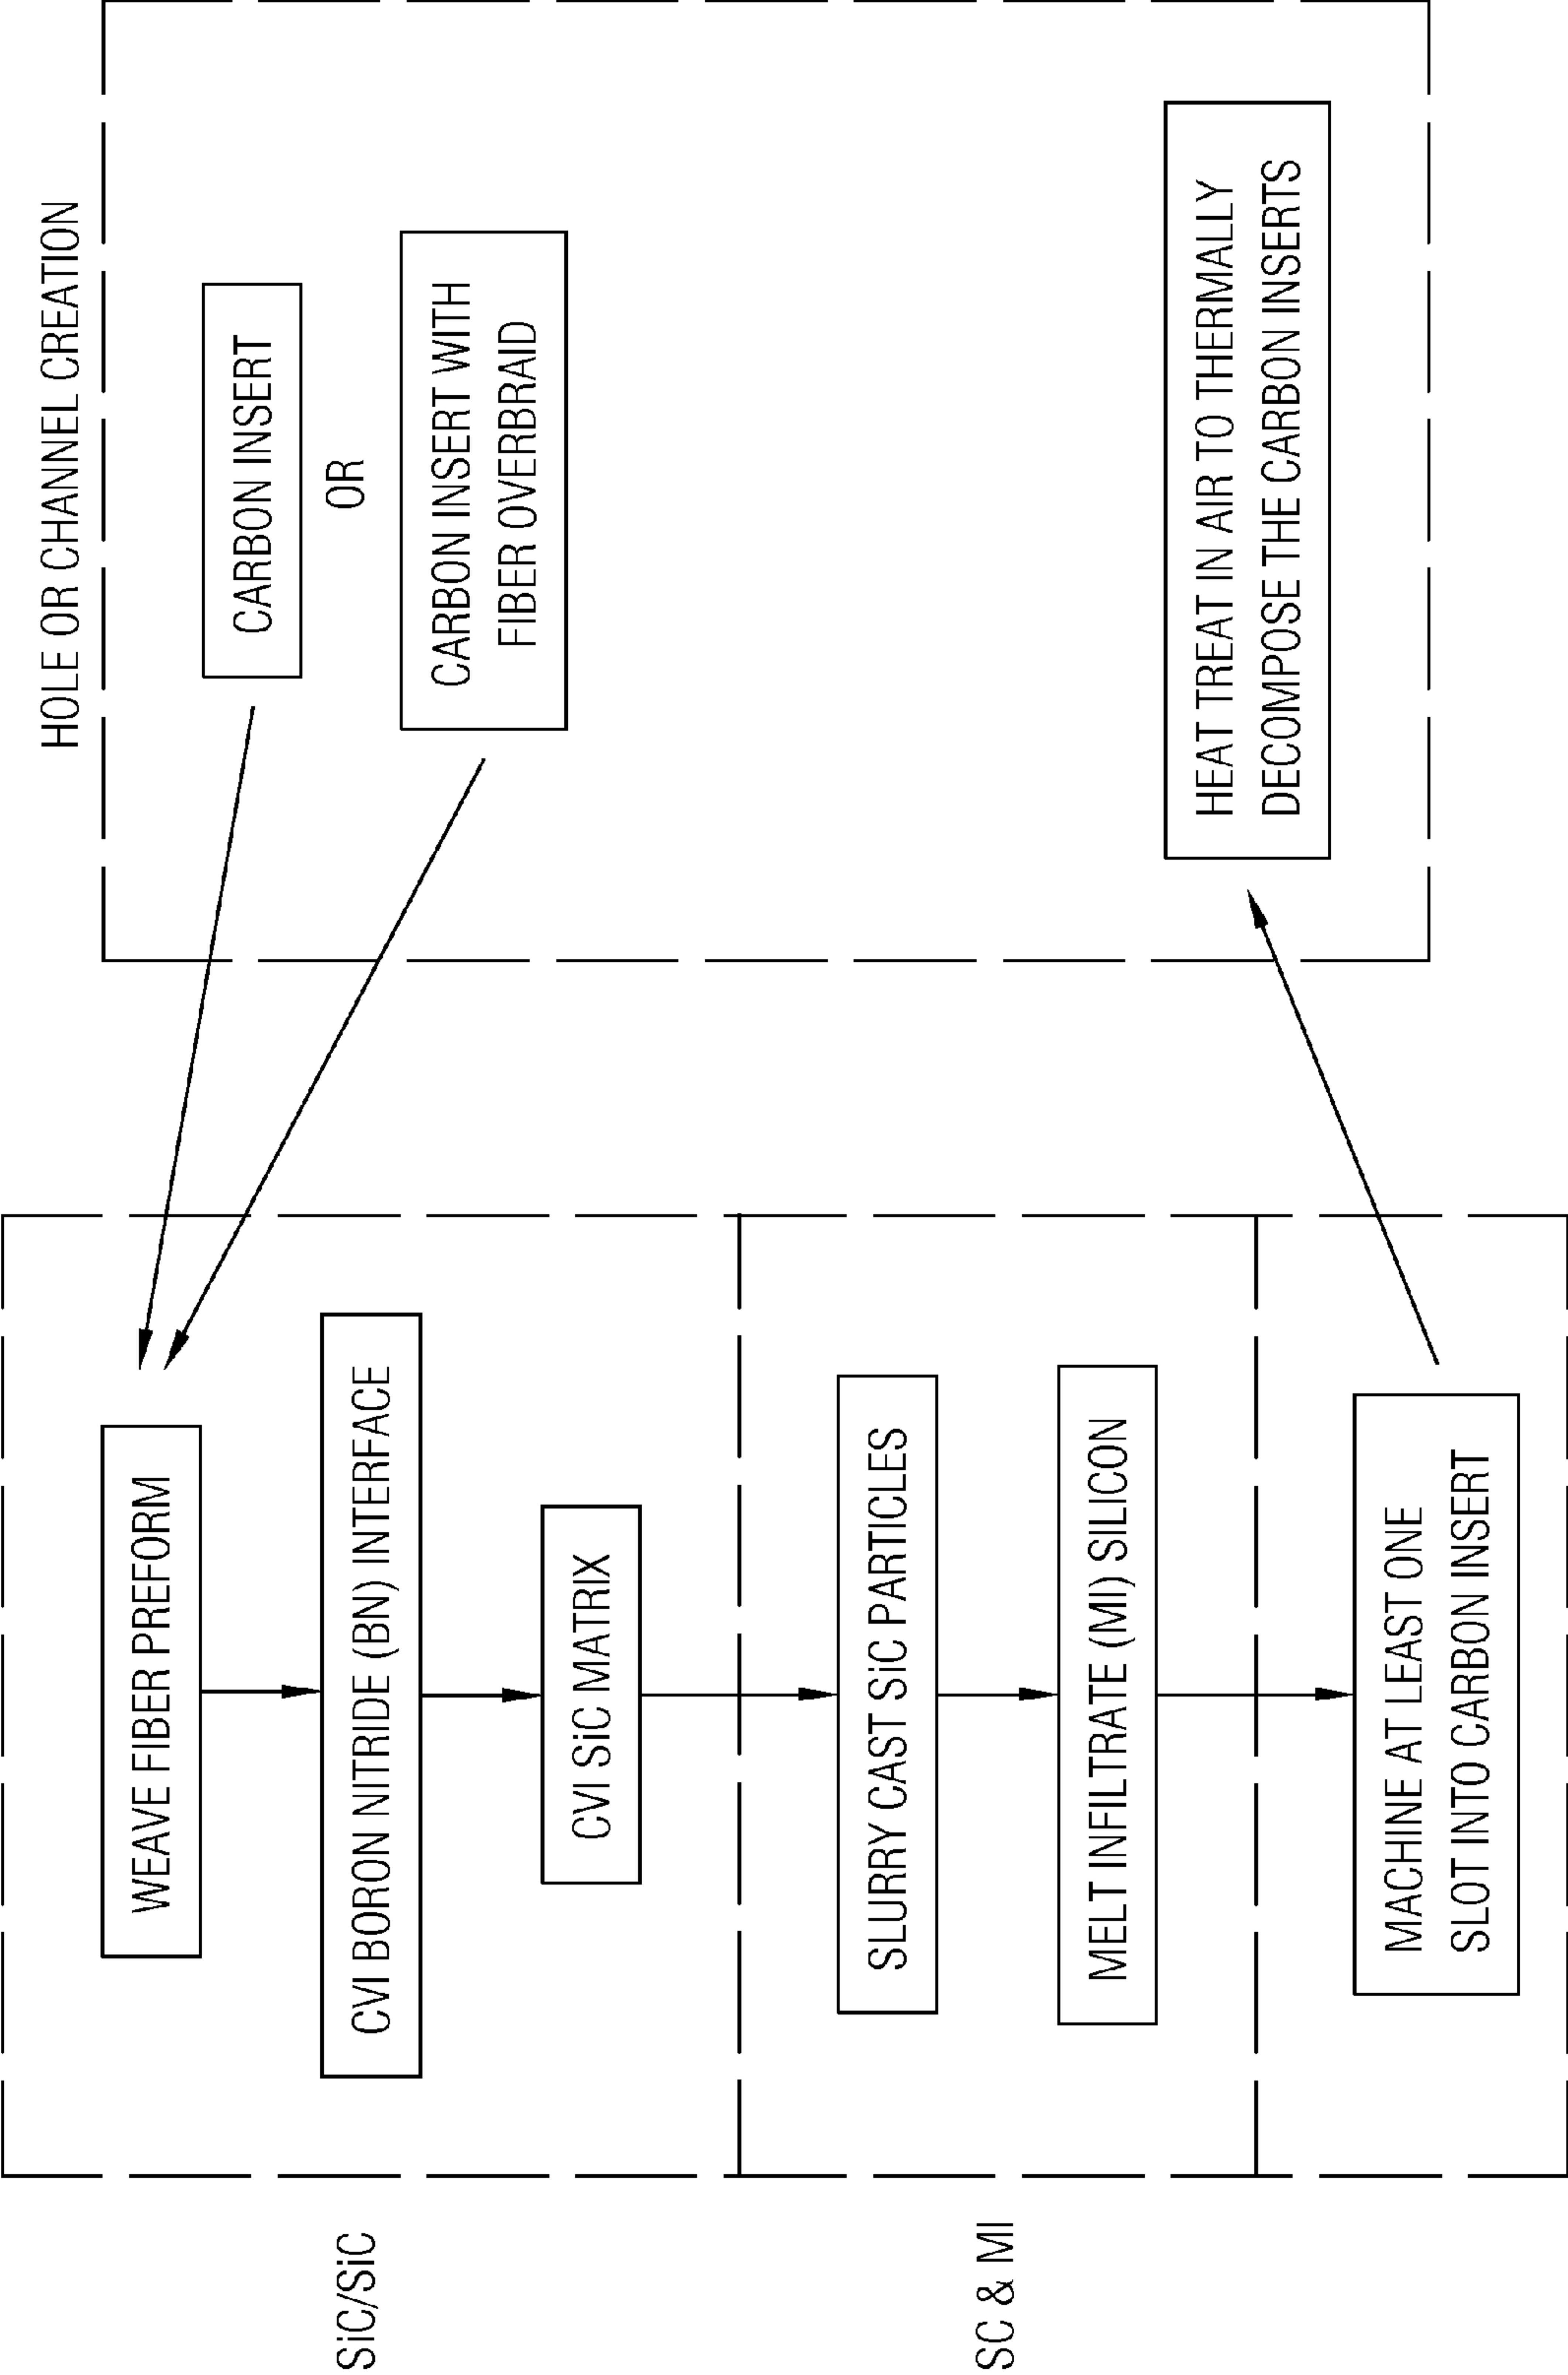 HOLE OR CHANNEL CREATION
SiC/SiC
WEAVE FIBER PREFORM
CARBON INSERT
OR
CARBON INSERT WITH
FIBER OVERBRAID
CVI BORON NITRIDE (BN) INTERFACE
CVI SiC MATRIX
SC & MI
SLURRY CAST SiC PARTICLES
MELT INFILTRATE (MI) SILICON
MACHINE AT LEAST ONE
SLOT INTO CARBON INSERT
HEAT TREAT IN AIR TO THERMALLY
DECOMPOSE THE CARBON INSERTS